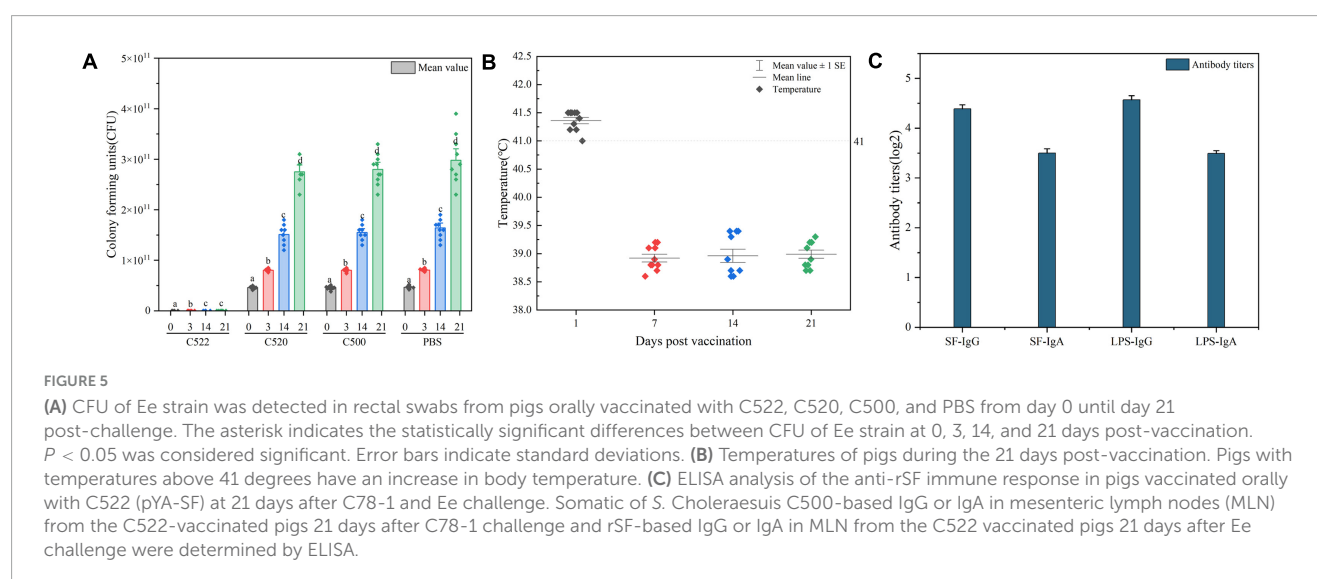 A
5×10¹¹
4×10¹¹
3×10¹¹
2×10¹¹
1×10¹¹
0
Colony forming units(CFU)
Mean value
a b c c
a b c d
a b c d
a b c d
0 3 14 21 0 3 14 21 0 3 14 21 0 3 14 21
C522 C520 C500 PBS
B
42.5
42.0
41.5
41.0
40.5
40.0
39.5
39.0
38.5
38.0
Temperature(°C)
Mean value ± 1 SE
Mean line
Temperature
41
1 7 14 21
Days post vaccination
C
5
4
3
2
1
0
Antibody titers(log2)
Antibody titers
SF-IgG SF-IgA LPS-IgG LPS-IgA
FIGURE 5
(A) CFU of Ee strain was detected in rectal swabs from pigs orally vaccinated with C522, C520, C500, and PBS from day 0 until day 21
post-challenge. The asterisk indicates the statistically significant differences between CFU of Ee strain at 0, 3, 14, and 21 days post-vaccination.
P < 0.05 was considered significant. Error bars indicate standard deviations. (B) Temperatures of pigs during the 21 days post-vaccination. Pigs with
temperatures above 41 degrees have an increase in body temperature. (C) ELISA analysis of the anti-rSF immune response in pigs vaccinated orally
with C522 (pYA-SF) at 21 days after C78-1 and Ee challenge. Somatic of S. Choleraesuis C500-based IgG or IgA in mesenteric lymph nodes (MLN)
from the C522-vaccinated pigs 21 days after C78-1 challenge and rSF-based IgG or IgA in MLN from the C522 vaccinated pigs 21 days after Ee
challenge were determined by ELISA.